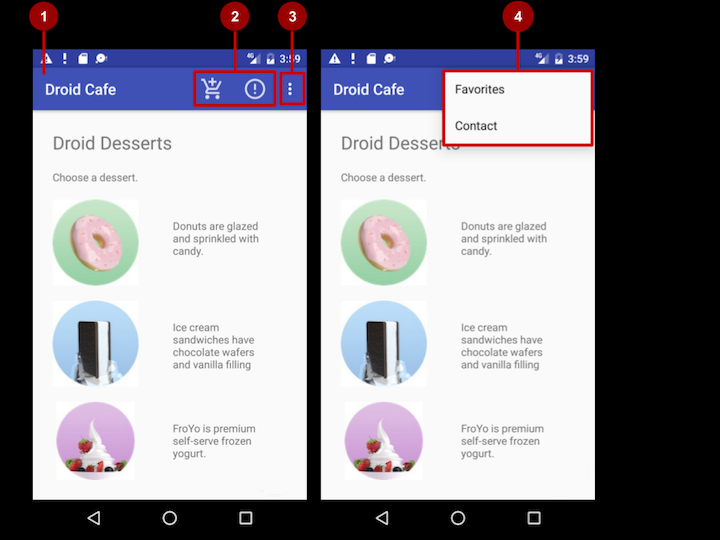 1
2
3
4
4G
3:59
Droid Cafe
Droid Desserts
Choose a dessert.
Donuts are glazed
and sprinkled with
candy.
Ice cream
sandwiches have
chocolate wafers
and vanilla filling
FroYo is premium
self-serve frozen
yogurt.
4G
3:59
Droid Cafe
Favorites
Contact
Droid Desserts
Choose a dessert.
Donuts are glazed
and sprinkled with
candy.
Ice cream
sandwiches have
chocolate wafers
and vanilla filling
FroYo is premium
self-serve frozen
yogurt.